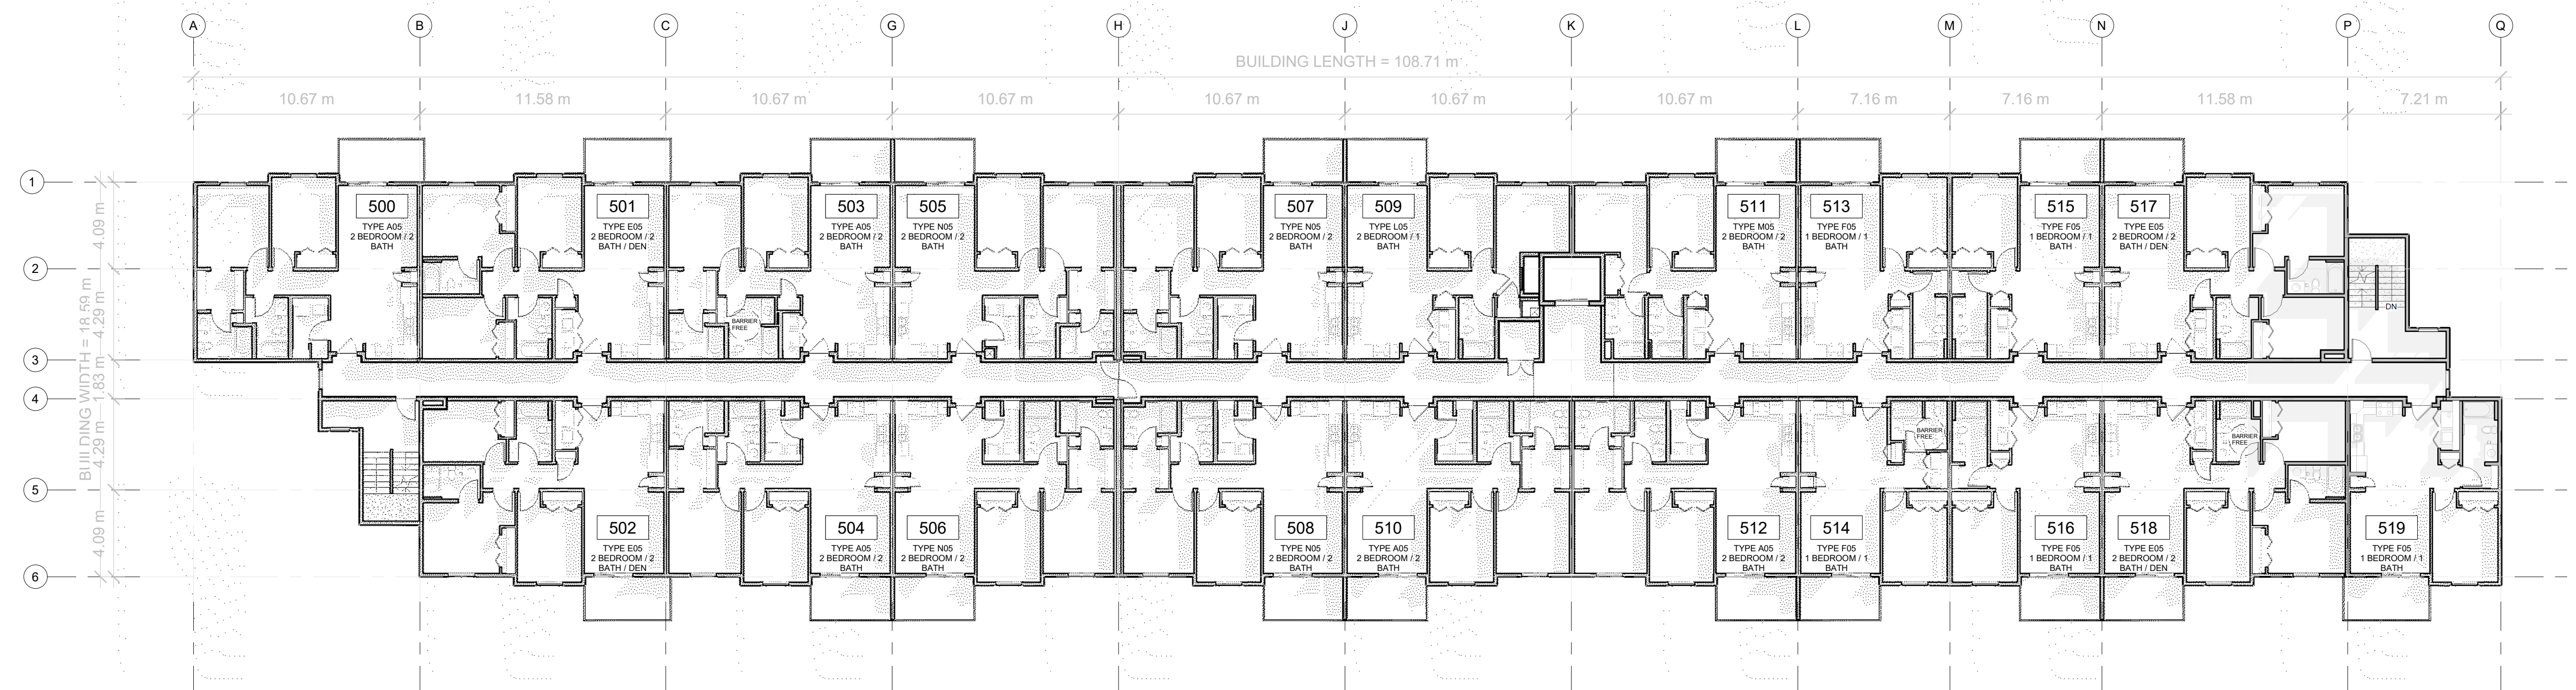 A B C G H J K L M N P Q
BUILDING LENGTH = 108.71 m
10.67 m 11.58 m 10.67 m 10.67 m 10.67 m 10.67 m 10.67 m 7.16 m 7.16 m 11.58 m 7.21 m
1
2
3
4
5
6
BUILDING WIDTH = 18.59 m
4.09 m
4.29 m
1.83 m
4.29 m
4.09 m
500
TYPE A05
2 BEDROOM / 2
BATH
501
TYPE E05
2 BEDROOM / 2
BATH / DEN
503
TYPE A05
2 BEDROOM / 2
BATH
505
TYPE N05
2 BEDROOM / 2
BATH
507
TYPE N05
2 BEDROOM / 2
BATH
509
TYPE L05
2 BEDROOM / 1
BATH
511
TYPE M05
2 BEDROOM / 2
BATH
513
TYPE F05
1 BEDROOM / 1
BATH
515
TYPE F05
1 BEDROOM / 1
BATH
517
TYPE E05
2 BEDROOM / 2
BATH / DEN
BARRIER
FREE
DN
BARRIER
FREE
BARRIER
FREE
502
TYPE E05
2 BEDROOM / 2
BATH / DEN
504
TYPE A05
2 BEDROOM / 2
BATH
506
TYPE N05
2 BEDROOM / 2
BATH
508
TYPE N05
2 BEDROOM / 2
BATH
510
TYPE A05
2 BEDROOM / 2
BATH
512
TYPE A05
2 BEDROOM / 2
BATH
514
TYPE F05
1 BEDROOM / 1
BATH
516
TYPE F05
1 BEDROOM / 1
BATH
518
TYPE E05
2 BEDROOM / 2
BATH / DEN
519
TYPE F05
1 BEDROOM / 1
BATH